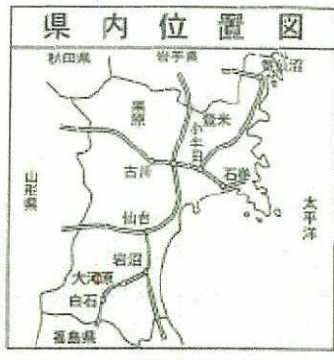 県内位置図
秋田県
岩手県
気仙沼
栗原
登米
小牛田
古川
石巻
山形県
太平洋
仙台
岩沼
大河原
白石
福島県